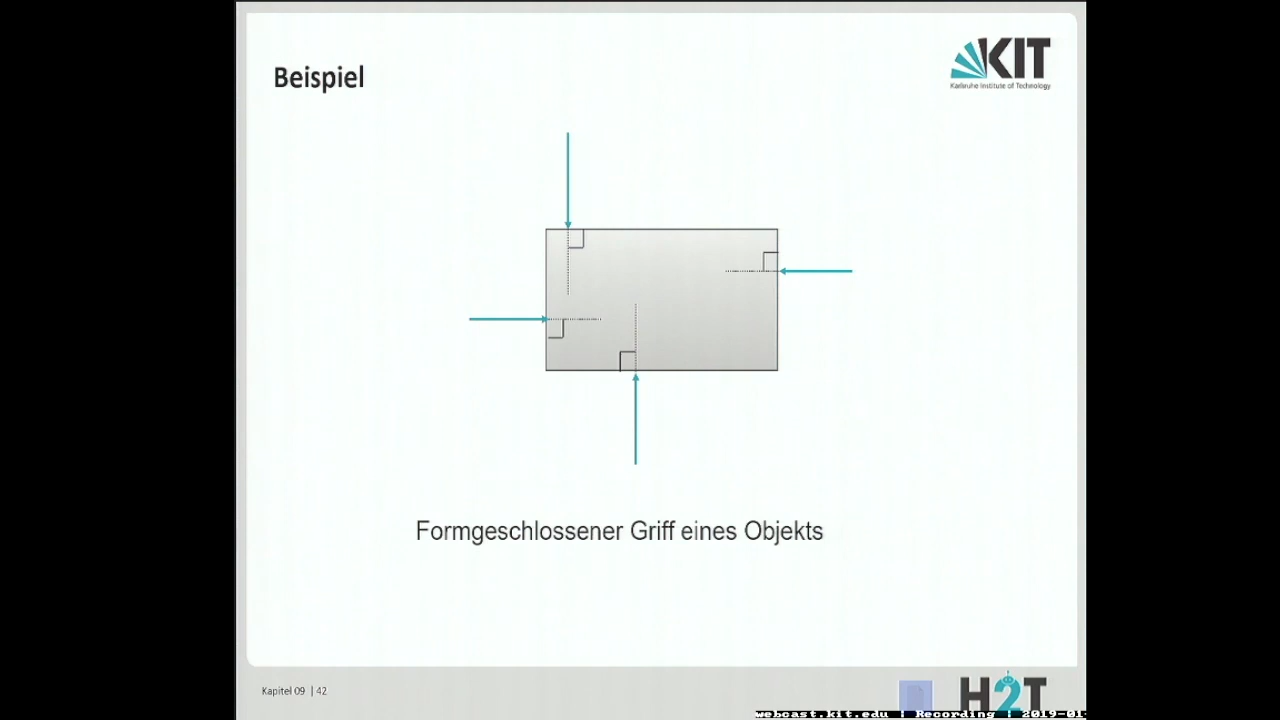 Beispiel
KIT
Karlsruhe Institute of Technology
Formgeschlossener Griff eines Objekts
Kapitel 09 | 42
H2T
webcast.kit.edu | Recording | 2019-01